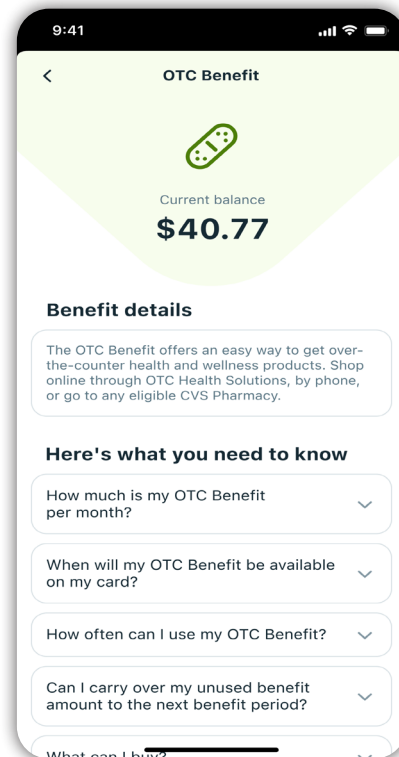 9:41
OTC Benefit
Current balance
$40.77
Benefit details
The OTC Benefit offers an easy way to get over-
the-counter health and wellness products. Shop
online through OTC Health Solutions, by phone,
or go to any eligible CVS Pharmacy.
Here's what you need to know
How much is my OTC Benefit
per month?
When will my OTC Benefit be available
on my card?
How often can I use my OTC Benefit?
Can I carry over my unused benefit
amount to the next benefit period?
What can I buy?